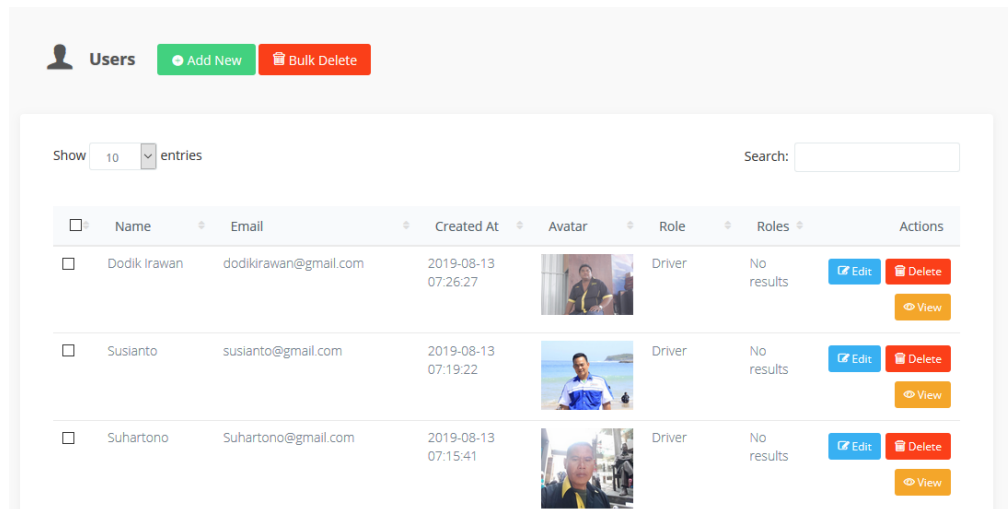 Users Add New Bulk Delete
Show 10 entries Search:
Name Email Created At Avatar Role Roles Actions
Dodik Irawan dodikirawan@gmail.com 2019-08-13 Driver No Edit Delete
07:26:27 results
View
Susianto susianto@gmail.com 2019-08-13 Driver No Edit Delete
07:19:22 results
View
Suhartono Suhartono@gmail.com 2019-08-13 Driver No Edit Delete
07:15:41 results
View